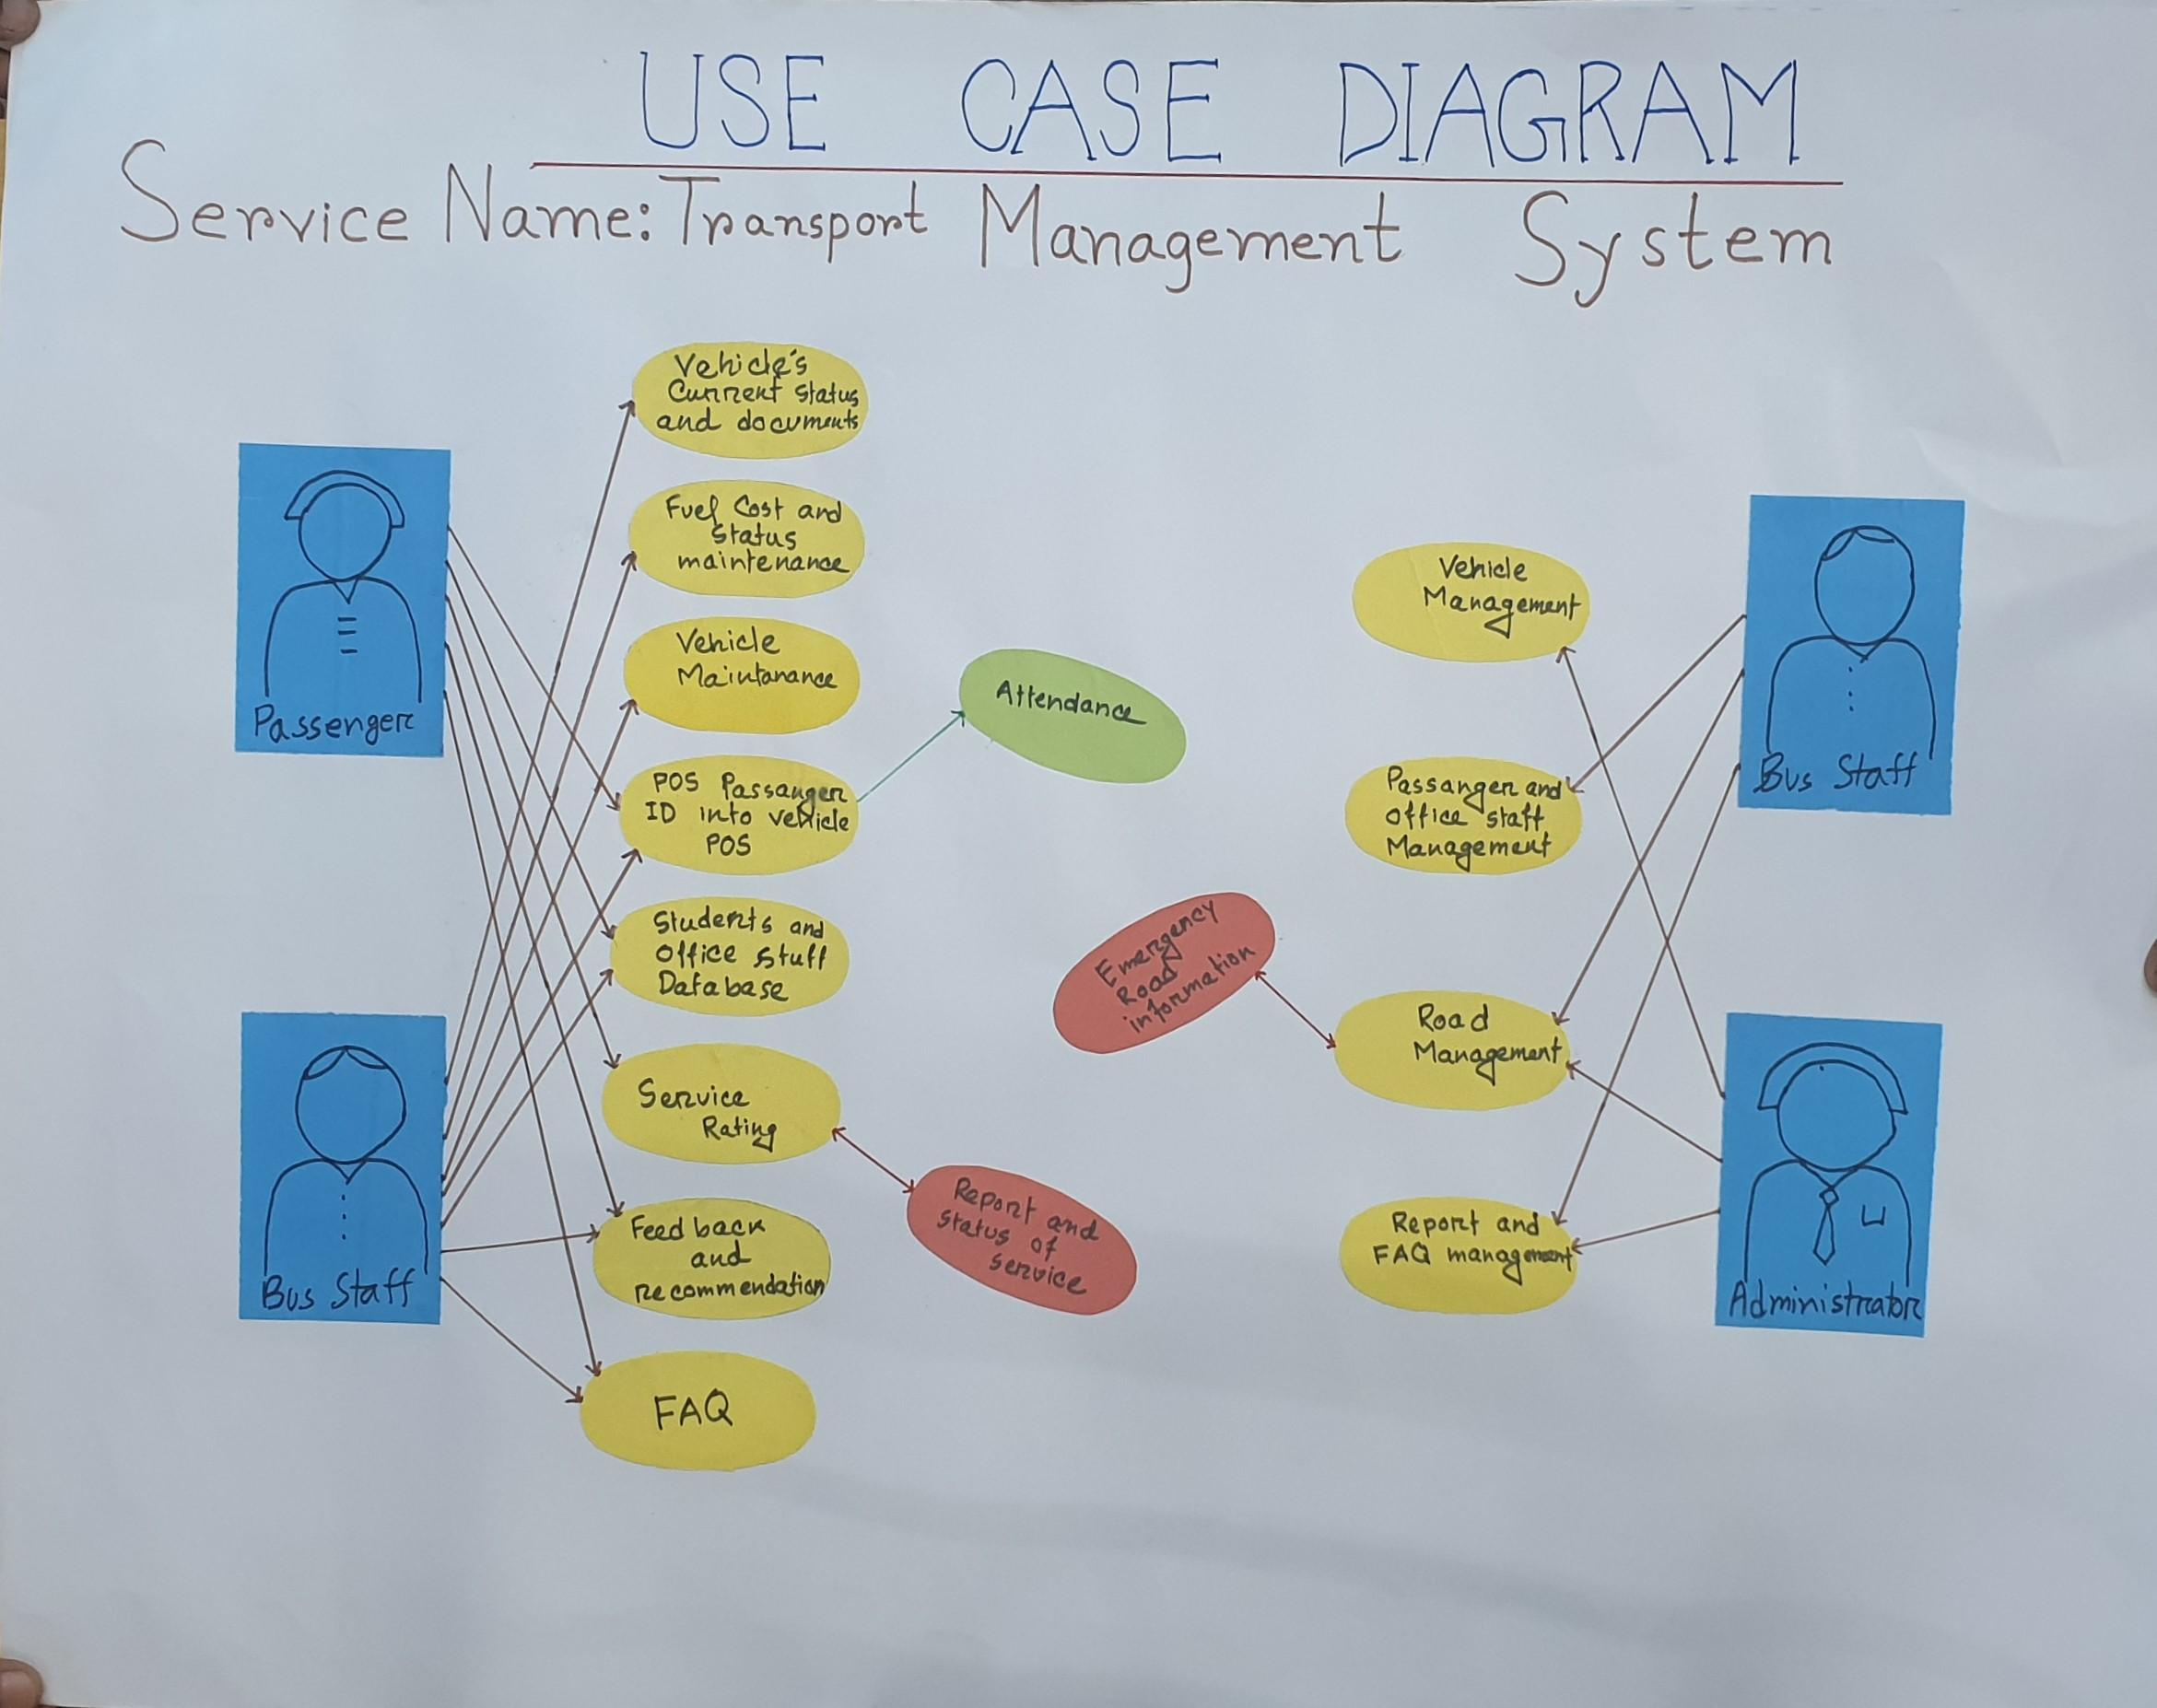 USE CASE DIAGRAM
Service Name: Transport Management System
Vehicle's
Current status
and documents
Fuel Cost and
Status
maintenance
Vehicle
Maintanance
POS Passanger
ID into vehicle
POS
Students and
Office stuff
Database
Service
Rating
Feed back
and
recommendation
FAQ
Passenger
Bus Staff
Attendance
Report and
status of
service
Emergency
Road
information
Vehicle
Management
Passanger and
office staff
Management
Road
Management
Report and
FAQ management
Bus Staff
Administrator